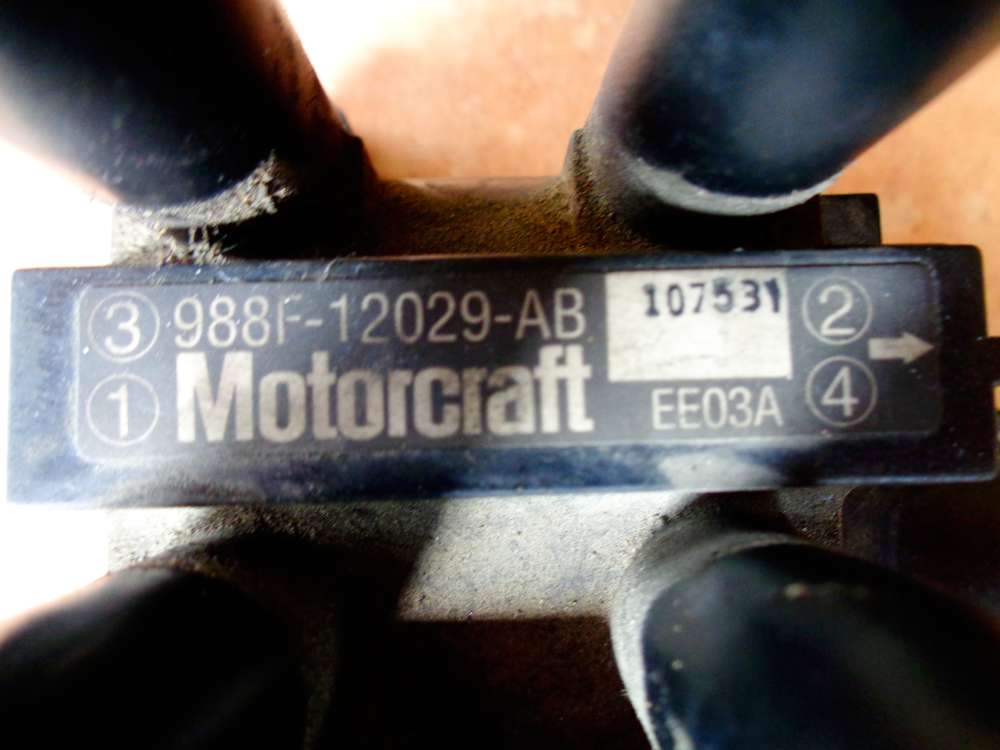 ③ 988F-12029-AB 107531 ②
① Motorcraft EE03A ④